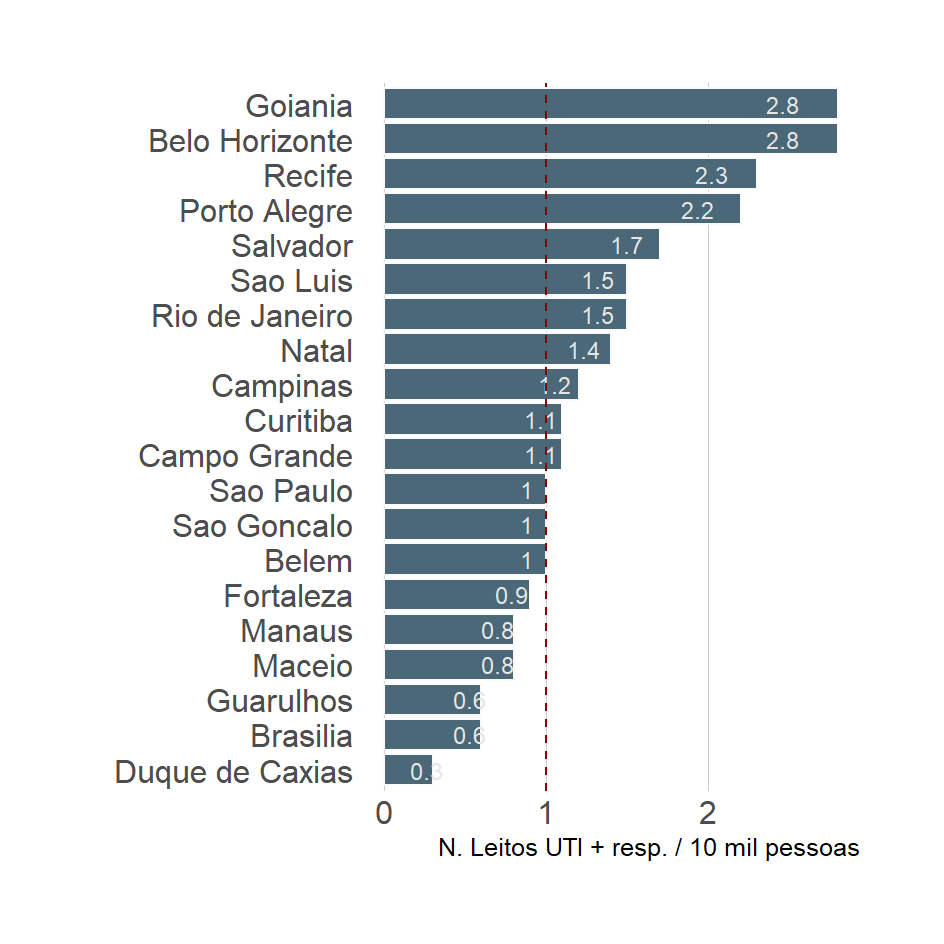 Goiania 2.8
Belo Horizonte 2.8
Recife 2.3
Porto Alegre 2.2
Salvador 1.7
Sao Luis 1.5
Rio de Janeiro 1.5
Natal 1.4
Campinas 1.2
Curitiba 1.1
Campo Grande 1.1
Sao Paulo 1
Sao Goncalo 1
Belem 1
Fortaleza 0.9
Manaus 0.8
Maceio 0.8
Guarulhos 0.6
Brasilia 0.6
Duque de Caxias 0.3
0 1 2
N. Leitos UTI + resp. / 10 mil pessoas